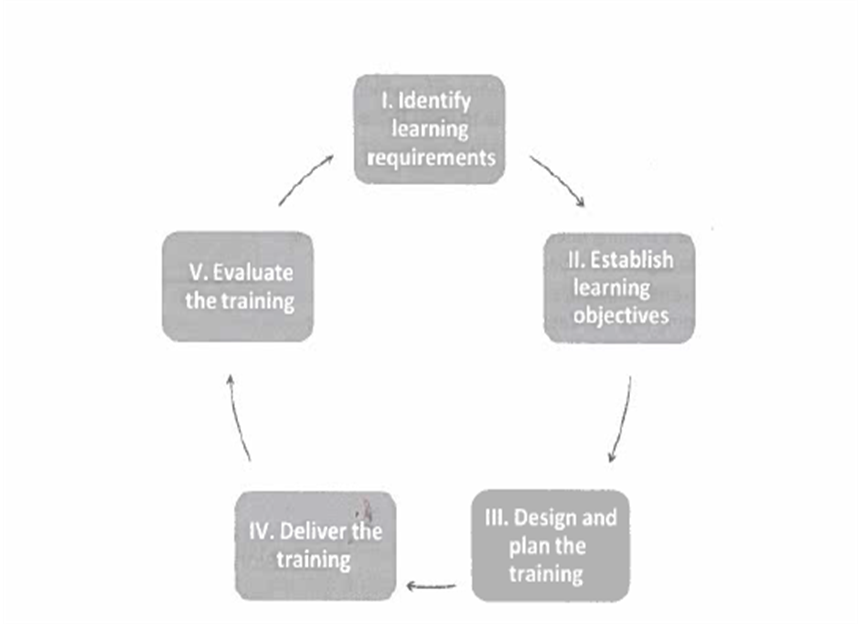 I. Identify
learning
requirements
II. Establish
learning
objectives
III. Design and
plan the
training
IV. Deliver the
training
V. Evaluate
the training